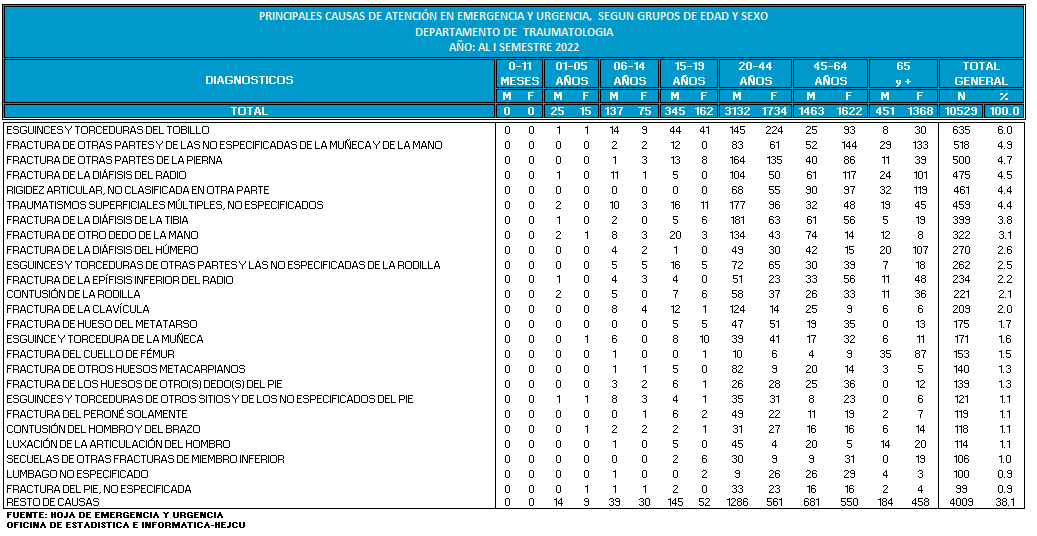 PRINCIPALES CAUSAS DE ATENCIÓN EN EMERGENCIA Y URGENCIA, SEGUN GRUPOS DE EDAD Y SEXO
DEPARTAMENTO DE TRAUMATOLOGIA
AÑO: AL I SEMESTRE 2022
DIAGNOSTICOS 0-11 MESES 01-05 AÑOS 06-14 AÑOS 15-19 AÑOS 20-44 AÑOS 45-64 AÑOS 65 y + TOTAL GENERAL
M F M F M F M F M F M F M F N %
TOTAL 0 0 25 15 137 75 345 162 3132 1734 1463 1622 451 1368 10529 100.0
ESGUINCES Y TORCEDURAS DEL TOBILLO 0 0 1 1 14 9 44 41 145 224 25 93 8 30 635 6.0
FRACTURA DE OTRAS PARTES Y DE LAS NO ESPECIFICADAS DE LA MUÑECA Y DE LA MANO 0 0 0 0 2 2 12 0 83 61 52 144 29 133 518 4.9
FRACTURA DE OTRAS PARTES DE LA PIERNA 0 0 0 0 1 3 13 8 164 135 40 86 11 39 500 4.7
FRACTURA DE LA DIÁFISIS DEL RADIO 0 0 1 0 11 1 5 0 104 50 61 117 24 101 475 4.5
RIGIDEZ ARTICULAR, NO CLASIFICADA EN OTRA PARTE 0 0 0 0 0 0 0 0 68 55 90 97 32 119 461 4.4
TRAUMATISMOS SUPERFICIALES MÚLTIPLES, NO ESPECIFICADOS 0 0 2 0 10 3 16 11 177 96 32 48 19 45 459 4.4
FRACTURA DE LA DIÁFISIS DE LA TIBIA 0 0 1 0 2 0 5 6 181 63 61 56 5 19 399 3.8
FRACTURA DE OTRO DEDO DE LA MANO 0 0 2 1 8 3 20 3 134 43 74 14 12 8 322 3.1
FRACTURA DE LA DIÁFISIS DEL HÚMERO 0 0 0 0 4 2 1 0 49 30 42 15 20 107 270 2.6
ESGUINCES Y TORCEDURAS DE OTRAS PARTES Y LAS NO ESPECIFICADAS DE LA RODILLA 0 0 0 0 5 5 16 5 72 65 30 39 7 18 262 2.5
FRACTURA DE LA EPÍFISIS INFERIOR DEL RADIO 0 0 1 0 4 3 4 0 51 23 33 56 11 48 234 2.2
CONTUSIÓN DE LA RODILLA 0 0 2 0 5 0 7 6 58 37 26 33 11 36 221 2.1
FRACTURA DE LA CLAVÍCULA 0 0 0 0 8 4 12 1 124 14 25 9 6 6 209 2.0
FRACTURA DE HUESO DEL METATARSO 0 0 0 0 0 0 5 5 47 51 19 35 0 13 175 1.7
ESGUINCE Y TORCEDURA DE LA MUÑECA 0 0 0 1 6 0 8 10 39 41 17 32 6 11 171 1.6
FRACTURA DEL CUELLO DE FÉMUR 0 0 0 0 1 0 0 1 10 6 4 9 35 87 153 1.5
FRACTURA DE OTROS HUESOS METACARPIANOS 0 0 0 0 1 1 5 0 82 9 20 14 3 5 140 1.3
FRACTURA DE LOS HUESOS DE OTRO(S) DEDO(S) DEL PIE 0 0 0 0 3 2 6 1 26 28 25 36 0 12 139 1.3
ESGUINCES Y TORCEDURAS DE OTROS SITIOS Y DE LOS NO ESPECIFICADOS DEL PIE 0 0 1 1 8 3 4 1 35 31 8 23 0 6 121 1.1
FRACTURA DEL PERONÉ SOLAMENTE 0 0 0 0 0 1 6 2 49 22 11 19 2 7 119 1.1
CONTUSIÓN DEL HOMBRO Y DEL BRAZO 0 0 0 1 2 2 2 1 31 27 16 16 6 14 118 1.1
LUXACIÓN DE LA ARTICULACIÓN DEL HOMBRO 0 0 0 0 1 0 5 0 45 4 20 5 14 20 114 1.1
SECUELAS DE OTRAS FRACTURAS DE MIEMBRO INFERIOR 0 0 0 0 0 0 2 6 30 9 9 31 0 19 106 1.0
LUMBAGO NO ESPECIFICADO 0 0 0 0 1 0 0 2 9 26 26 29 4 3 100 0.9
FRACTURA DEL PIE, NO ESPECIFICADA 0 0 0 1 1 1 2 0 33 23 16 16 2 4 99 0.9
RESTO DE CAUSAS 0 0 14 9 39 30 145 52 1286 561 681 550 184 458 4009 38.1
FUENTE: HOJA DE EMERGENCIA Y URGENCIA
OFICINA DE ESTADISTICA E INFORMATICA-HEJCU